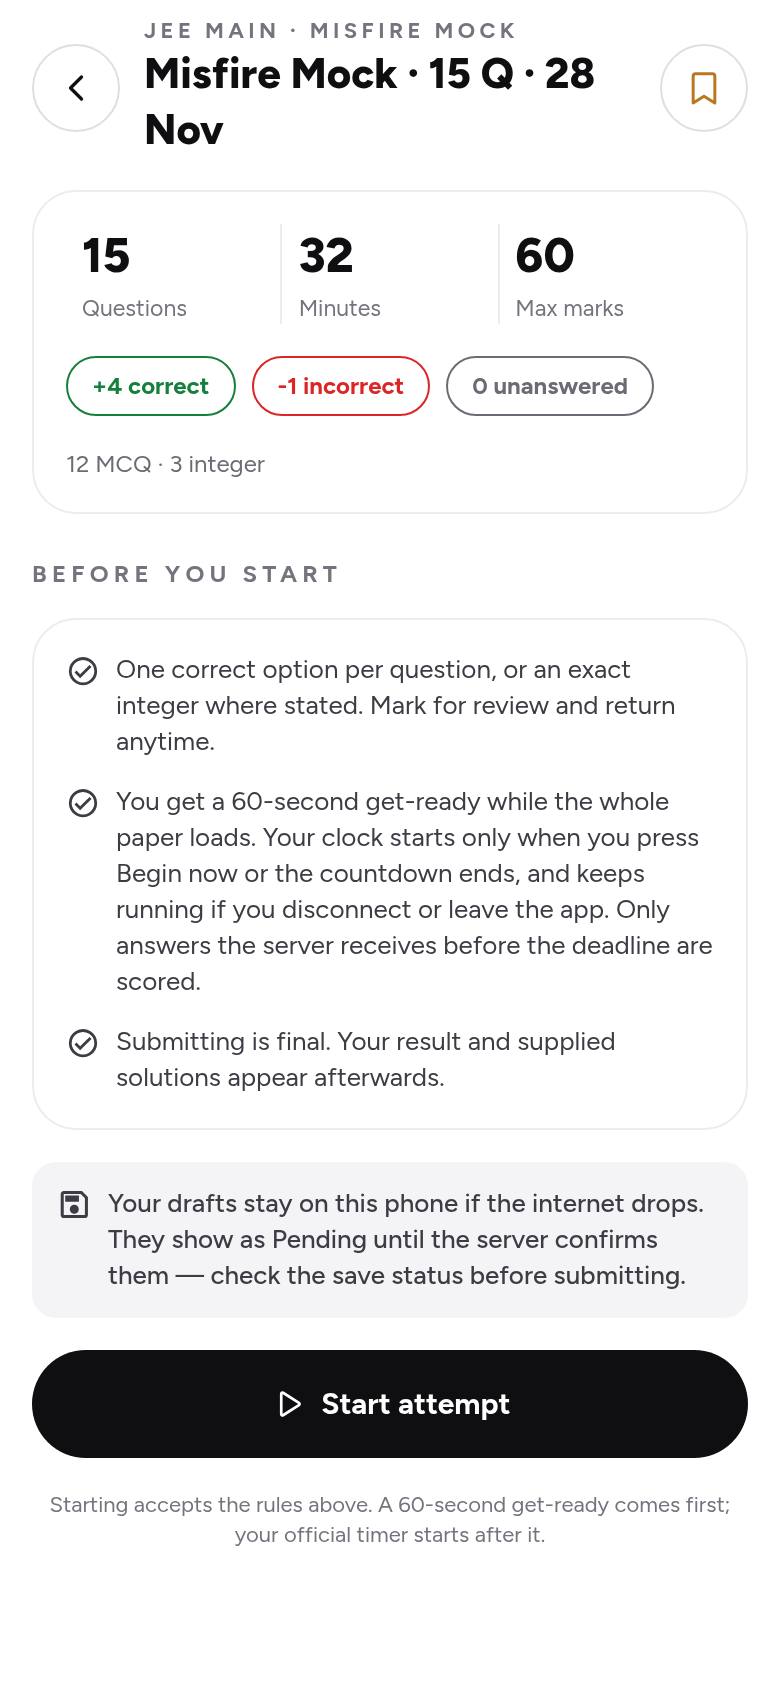 JEE MAIN · MISFIRE MOCK
Misfire Mock · 15 Q · 28
Nov
15
Questions
32
Minutes
60
Max marks
+4 correct
-1 incorrect
0 unanswered
12 MCQ · 3 integer
BEFORE YOU START
One correct option per question, or an exact
integer where stated. Mark for review and return
anytime.
You get a 60-second get-ready while the whole
paper loads. Your clock starts only when you press
Begin now or the countdown ends, and keeps
running if you disconnect or leave the app. Only
answers the server receives before the deadline are
scored.
Submitting is final. Your result and supplied
solutions appear afterwards.
Your drafts stay on this phone if the internet drops.
They show as Pending until the server confirms
them — check the save status before submitting.
Start attempt
Starting accepts the rules above. A 60-second get-ready comes first;
your official timer starts after it.